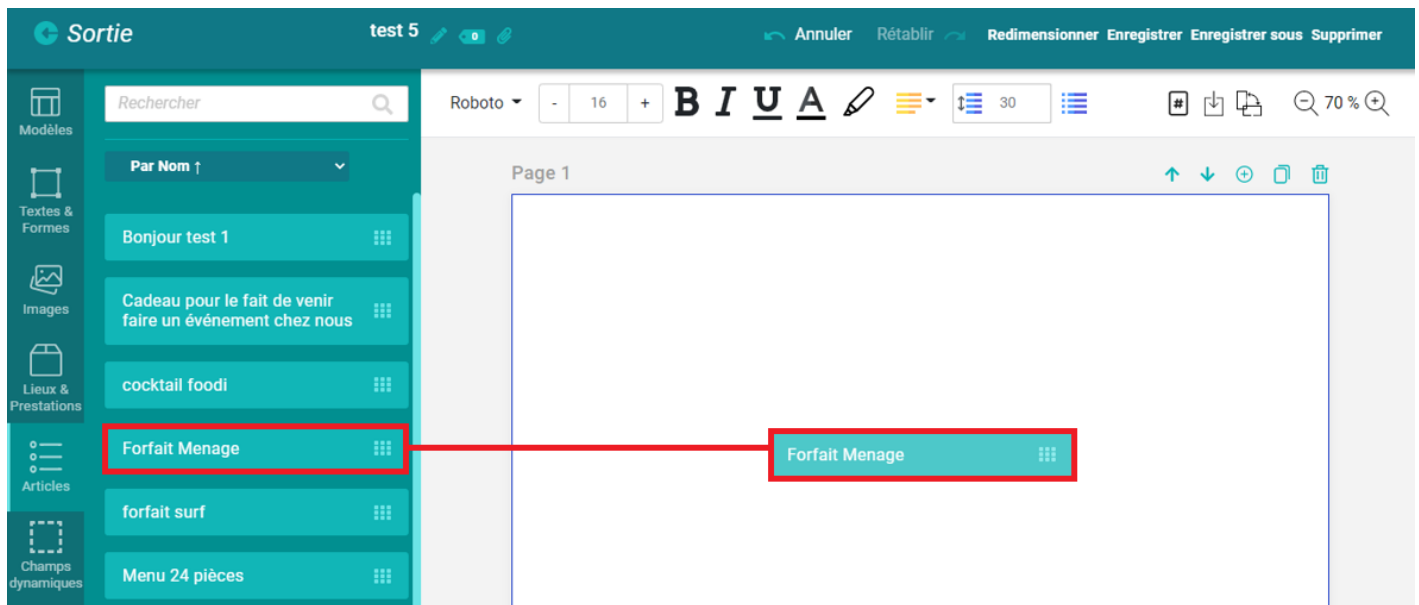 Sortie
test 5
0
Annuler
Rétablir
Redimensionner Enregistrer Enregistrer sous Supprimer
Modèles
Textes &
Formes
Images
Lieux &
Prestations
Articles
Champs
dynamiques
Rechercher
Par Nom ↑
Bonjour test 1
Cadeau pour le fait de venir
faire un événement chez nous
cocktail foodi
Forfait Menage
forfait surf
Menu 24 pièces
Roboto
- 16 +
B I U A
30
#
70 %
Page 1
Forfait Menage